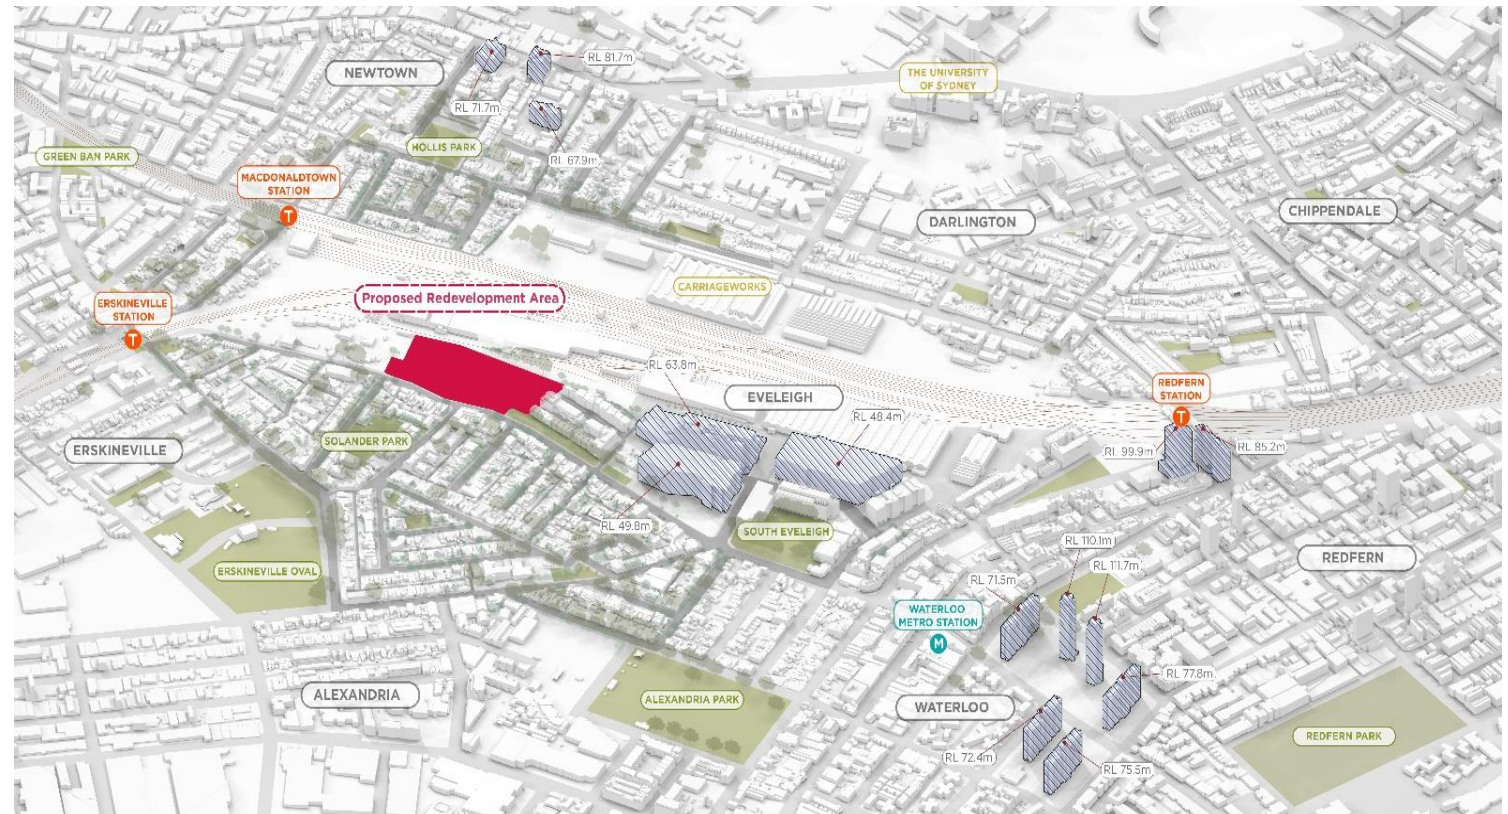 RL 81.7m
NEWTOWN
THE UNIVERSITY
OF SYDNEY
RL 71.7m
HOLLIS PARK
GREEN BAN PARK
RL 67.9m
MACDONALDTOWN
STATION
T
CHIPPENDALE
DARLINGTON
CARRIAGEWORKS
Proposed Redevelopment Area
ERSKINEVILLE
STATION
T
RL 63.8m
REDFERN
STATION
T
EVELEIGH
RL 48.4m
SOLANDER PARK
ERSKINEVILLE
RL 99.9m
RL 85.2m
RL 49.8m
SOUTH EVELEIGH
RL 110.1m
REDFERN
RL 111.7m
ERSKINEVILLE OVAL
RL 71.5m
WATERLOO
METRO STATION
M
RL 77.8m
ALEXANDRIA
ALEXANDRIA PARK
WATERLOO
REDFERN PARK
RL 72.4m
RL 75.5m